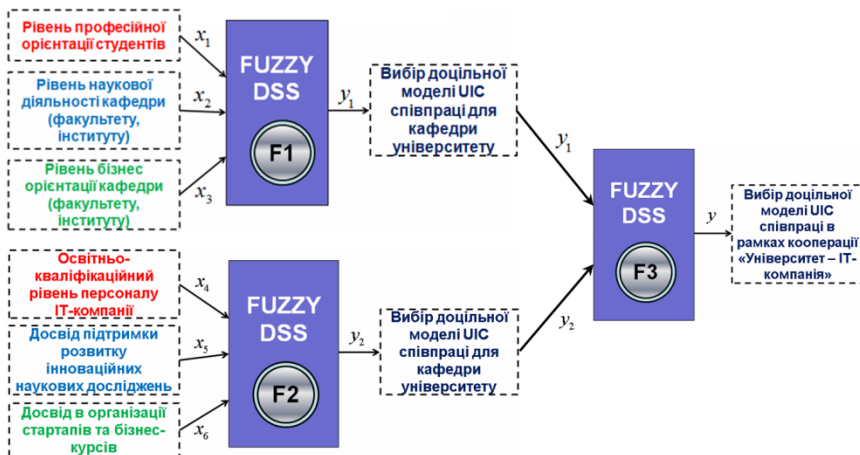 Рівень професійної
орієнтації студентів
x₁
Рівень наукової
діяльності кафедри
(факультету,
інституту)
x₂
Рівень бізнес
орієнтації кафедри
(факультету,
інституту)
x₃
FUZZY
DSS
F1
y₁
Вибір доцільної
моделі UIC
співпраці для
кафедри
університету
y₁
Освітньо-
кваліфікаційний
рівень персоналу
ІТ-компанії
x₄
Досвід підтримки
розвитку
інноваційних
наукових досліджень
x₅
Досвід в організації
стартапів та бізнес-
курсів
x₆
FUZZY
DSS
F2
y₂
Вибір доцільної
моделі UIC
співпраці для
кафедри
університету
y₂
FUZZY
DSS
F3
y
Вибір доцільної
моделі UIC
співпраці в
рамках кооперації
«Університет – ІТ-
компанія»